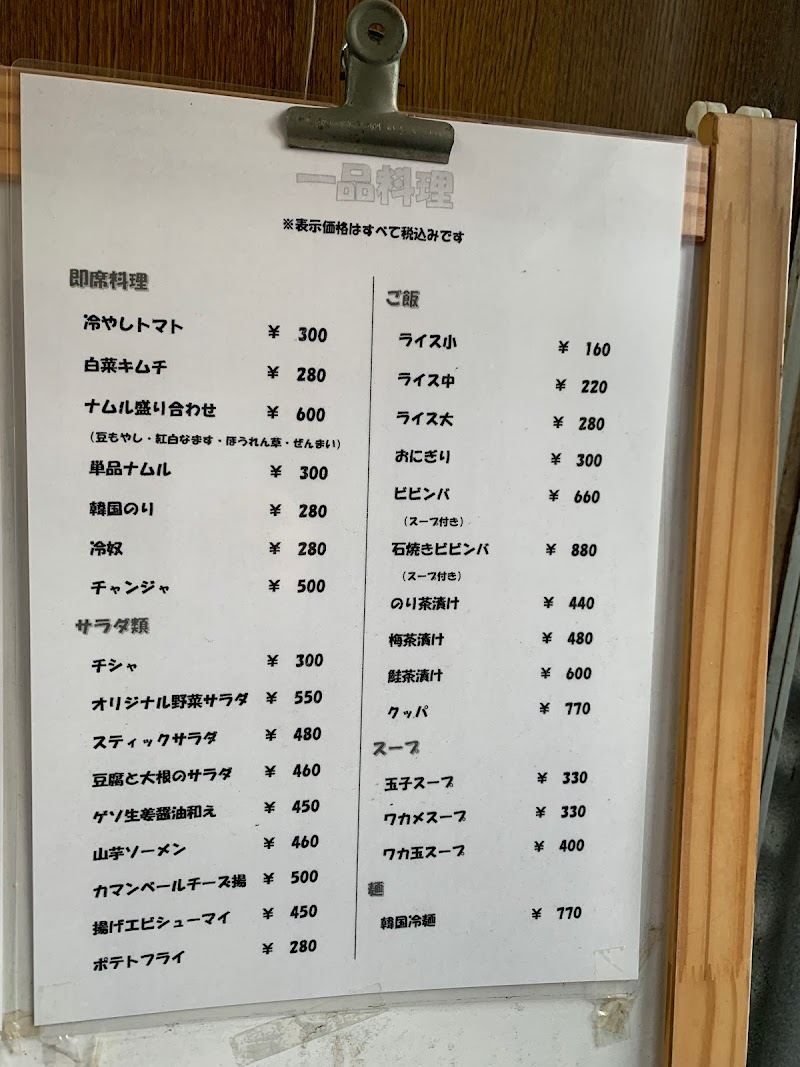 一品料理
※表示価格はすべて税込みです
即席料理
冷やしトマト ¥ 300
白菜キムチ ¥ 280
ナムル盛り合わせ ¥ 600
(豆もやし・紅白なます・ほうれん草・ぜんまい)
単品ナムル ¥ 300
韓国のり ¥ 280
冷奴 ¥ 280
チャンジャ ¥ 500
サラダ類
チシャ ¥ 300
オリジナル野菜サラダ ¥ 550
スティックサラダ ¥ 480
豆腐と大根のサラダ ¥ 460
ゲソ生姜醤油和え ¥ 450
山芋ソーメン ¥ 460
カマンベールチーズ揚 ¥ 500
揚げエビシューマイ ¥ 450
ポテトフライ ¥ 280
ご飯
ライス小 ¥ 160
ライス中 ¥ 220
ライス大 ¥ 280
おにぎり ¥ 300
ビビンバ ¥ 660
(スープ付き)
石焼きビビンバ ¥ 880
(スープ付き)
のり茶漬け ¥ 440
梅茶漬け ¥ 480
鮭茶漬け ¥ 600
クッパ ¥ 770
スープ
玉子スープ ¥ 330
ワカメスープ ¥ 330
ワカ玉スープ ¥ 400
麺
韓国冷麺 ¥ 770